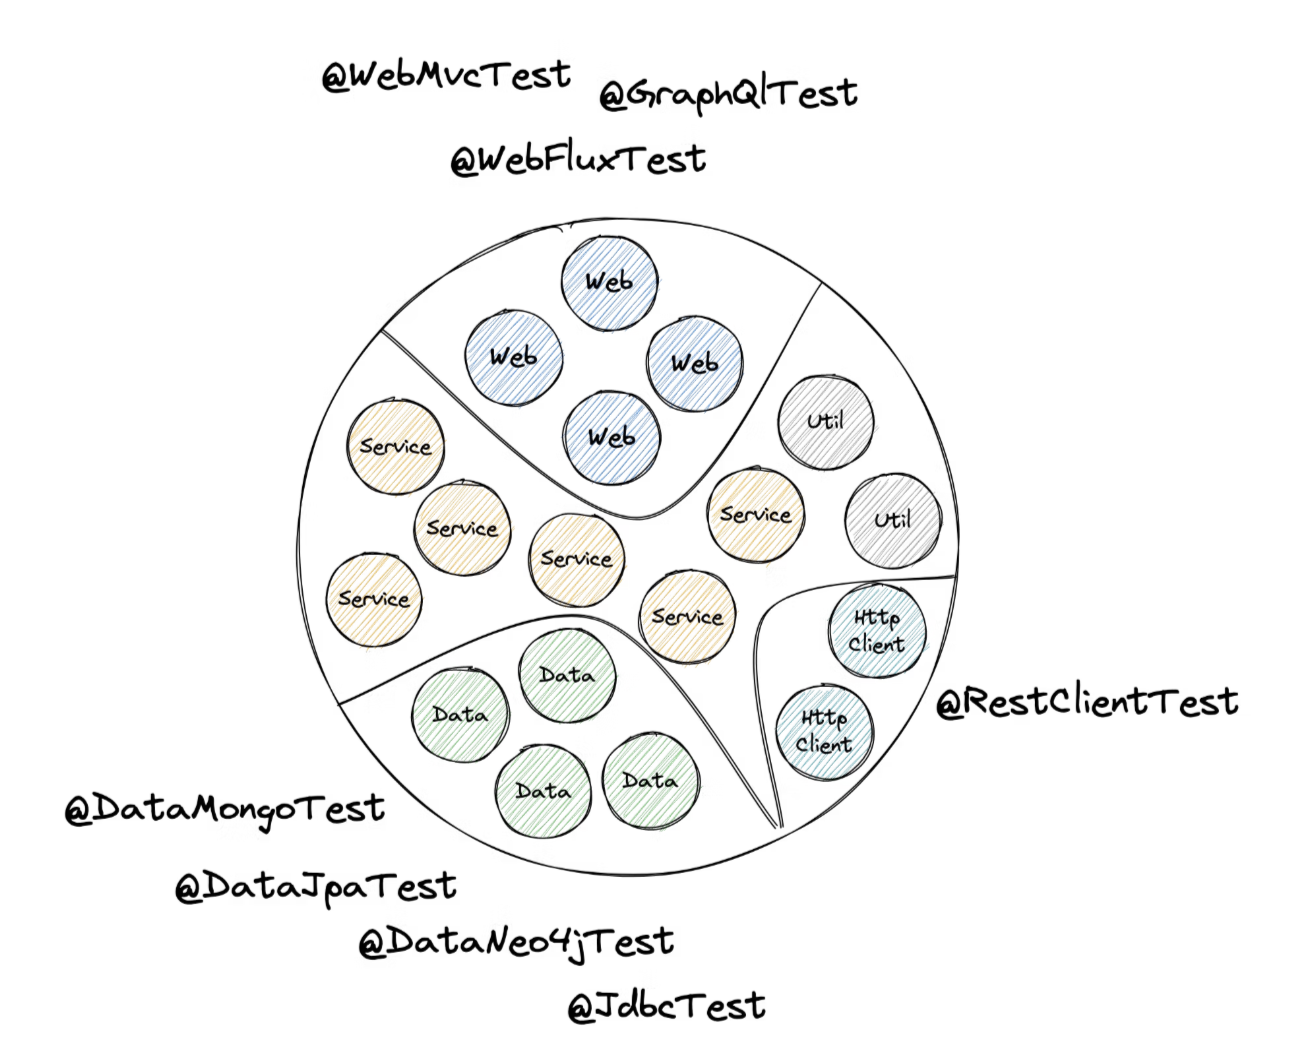 @WebMvcTest
@GraphQlTest
@WebFluxTest
Web
Web
Web
Web
Util
Service
Service
Util
Service
Service
Service
Service
Service
Http
Client
Data
Data
Http
Client
Data
Data
@RestClientTest
@DataMongoTest
@DataJpaTest
@DataNeo4jTest
@JdbcTest